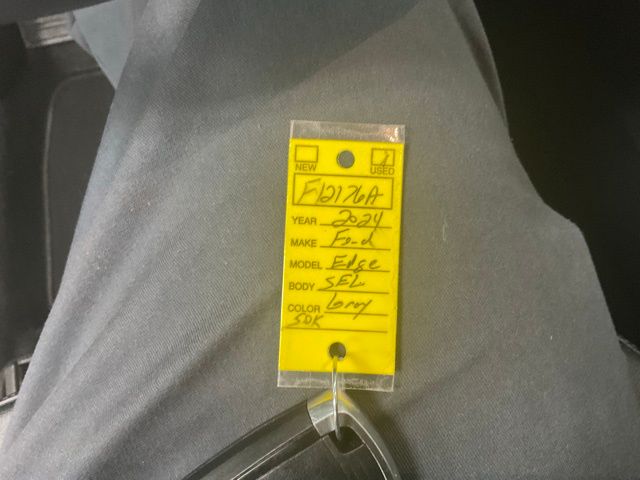 NEW USED
F12176A
YEAR 2024
MAKE Ford
MODEL Edge
BODY SEL
COLOR Gray
50K